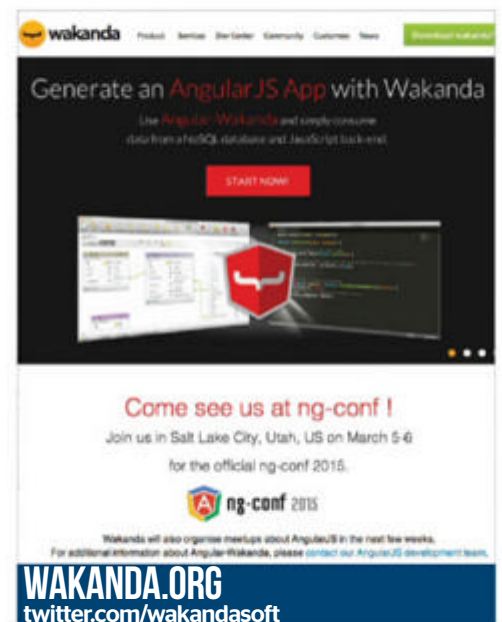 wakanda Product Services Dev Center Community Customers News Download wakanda
Generate an AngularJS App with Wakanda
Use Angular-Wakanda and simply consume
data from a NoSQL database and JavaScript back-end.
START NOW!
Come see us at ng-conf !
Join us in Salt Lake City, Utah, US on March 5-6
for the official ng-conf 2015.
ng-conf 2015
Wakanda will also organise meetups about AngularJS in the next few weeks.
For additional information about Angular-Wakanda, please contact our AngularJS development team.
WAKANDA.ORG
twitter.com/wakandasoft